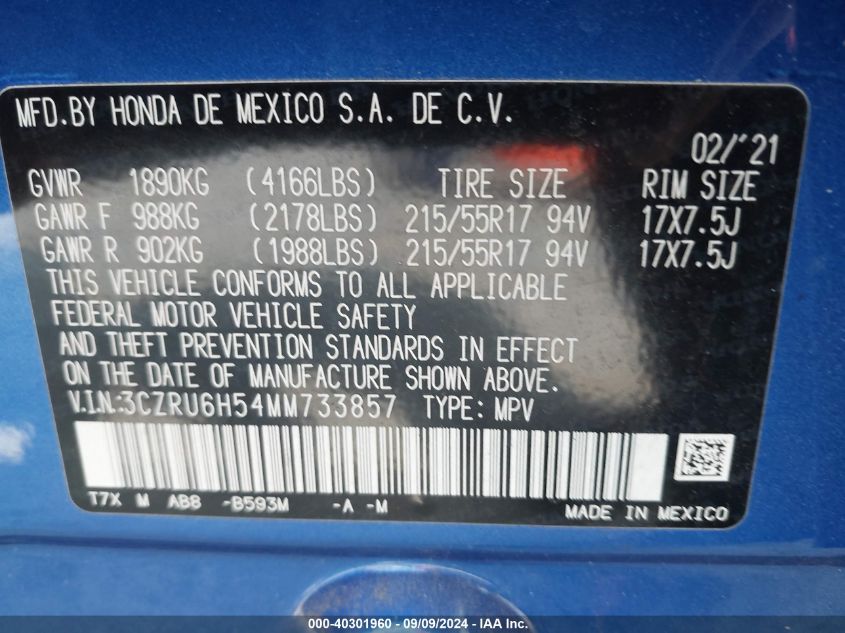 MFD.BY HONDA DE MEXICO S.A. DE C.V.
02/'21
GVWR 1890KG (4166LBS) TIRE SIZE RIM SIZE
GAWR F 988KG (2178LBS) 215/55R17 94V 17X7.5J
GAWR R 902KG (1988LBS) 215/55R17 94V 17X7.5J
THIS VEHICLE CONFORMS TO ALL APPLICABLE
FEDERAL MOTOR VEHICLE SAFETY
AND THEFT PREVENTION STANDARDS IN EFFECT
ON THE DATE OF MANUFACTURE SHOWN ABOVE.
V.I.N.:3CZRU6H54MM733857 TYPE: MPV
T7X M AB8 -B593M -A -M
MADE IN MEXICO
000-40301960 - 09/09/2024 - IAA Inc.